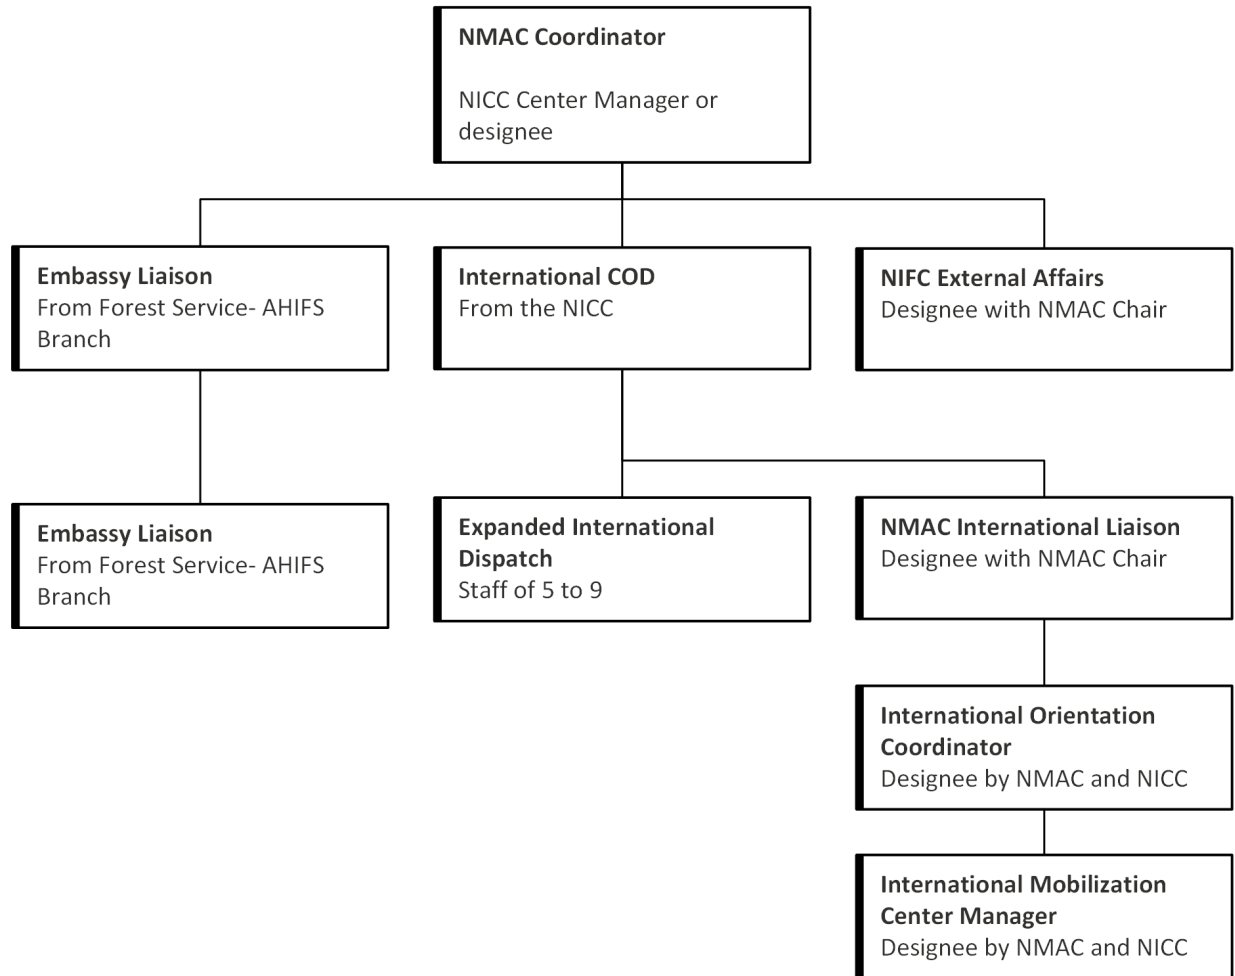 NMAC Coordinator
NICC Center Manager or
designee
Embassy Liaison
From Forest Service- AHIFS
Branch
International COD
From the NICC
NIFC External Affairs
Designee with NMAC Chair
Embassy Liaison
From Forest Service- AHIFS
Branch
Expanded International
Dispatch
Staff of 5 to 9
NMAC International Liaison
Designee with NMAC Chair
International Orientation
Coordinator
Designee by NMAC and NICC
International Mobilization
Center Manager
Designee by NMAC and NICC